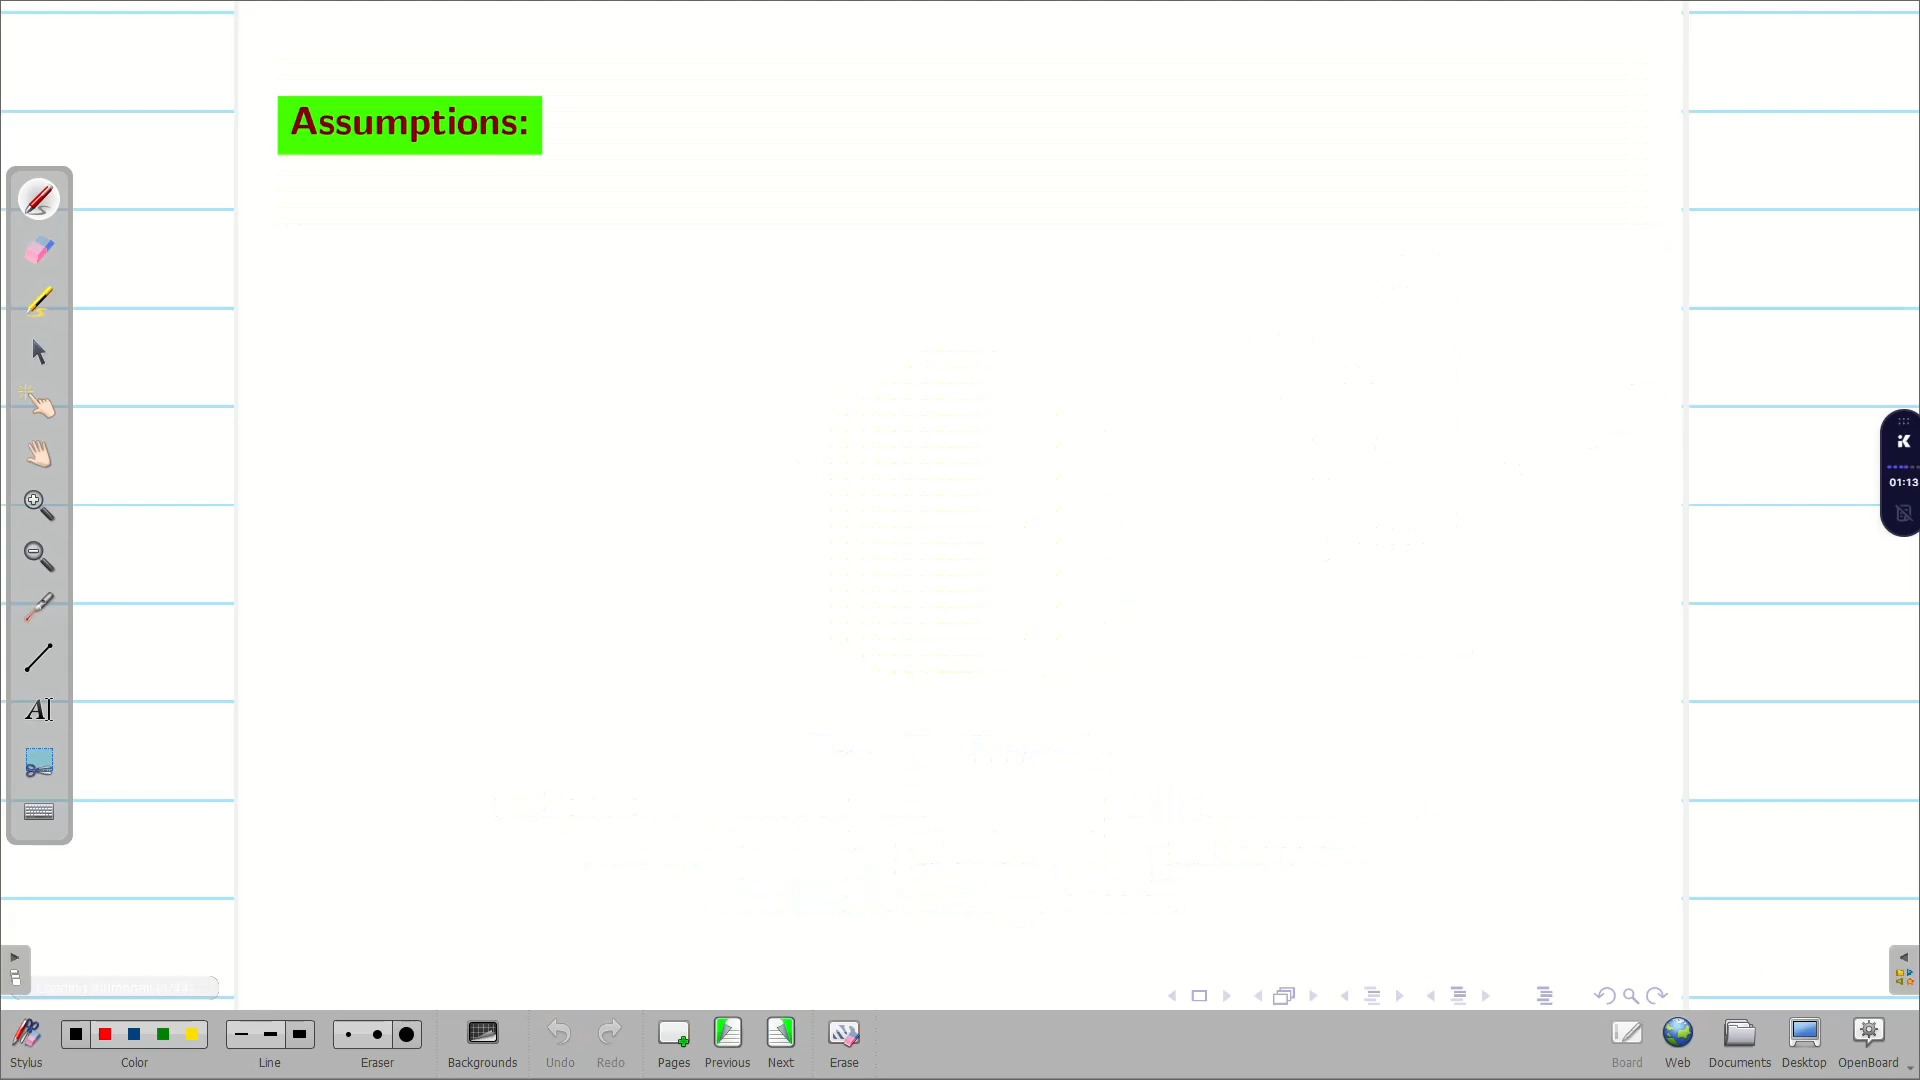 Assumptions:
01:13
Stylus
Color
Line
Eraser
Backgrounds
Undo
Redo
Pages
Previous
Next
Erase
Board
Web
Documents
Desktop
OpenBoard